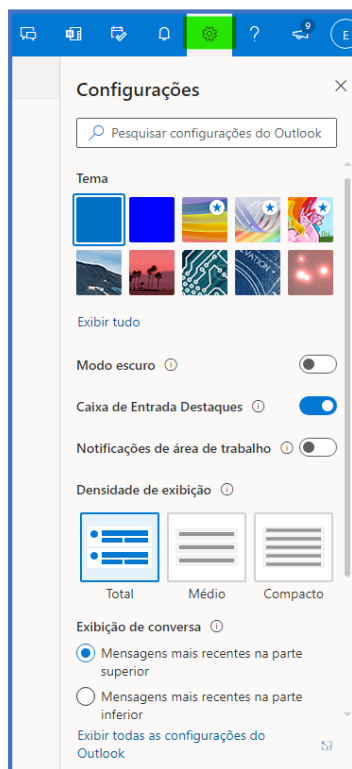 9
E
Configurações
Pesquisar configurações do Outlook
Tema
Exibir tudo
Modo escuro
Caixa de Entrada Destaques
Notificações de área de trabalho
Densidade de exibição
Total
Médio
Compacto
Exibição de conversa
Mensagens mais recentes na parte
superior
Mensagens mais recentes na parte
inferior
Exibir todas as configurações do
Outlook